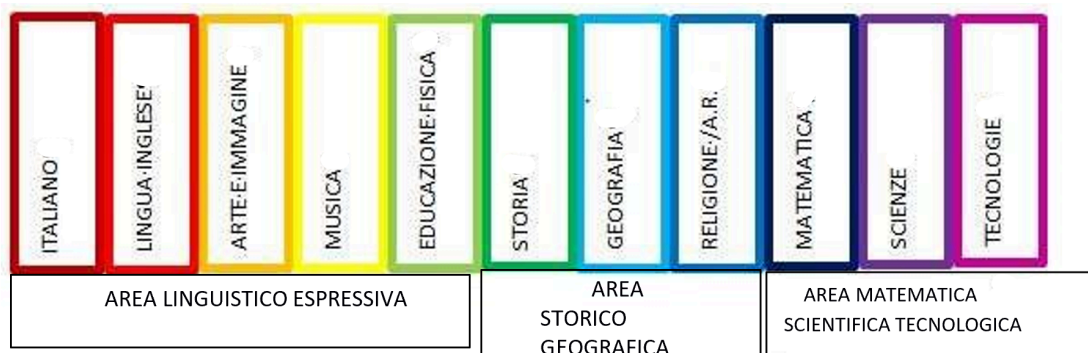 ITALIANO
LINGUA INGLESE
ARTE E IMMAGINE
MUSICA
EDUCAZIONE FISICA
STORIA
GEOGRAFIA
RELIGIONE /A.R.
MATEMATICA
SCIENZE
TECNOLOGIE
AREA LINGUISTICO ESPRESSIVA
AREA
STORICO
GEOGRAFICA
AREA MATEMATICA
SCIENTIFICA TECNOLOGICA